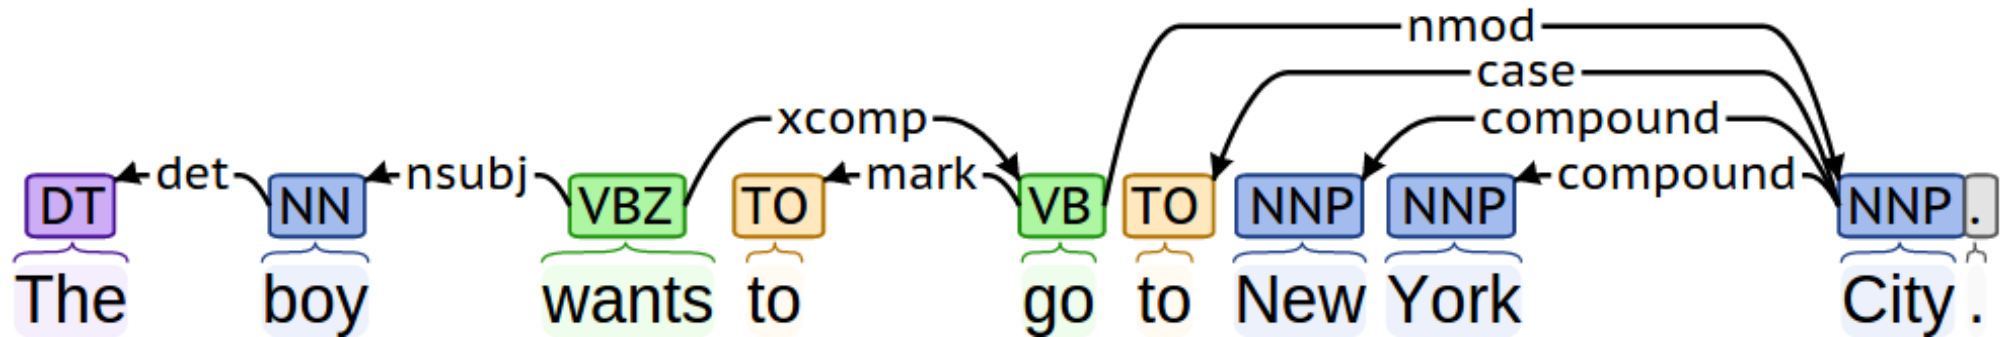 nmod
case
xcomp compound
det nsubj mark compound
DT NN VBZ TO VB TO NNP NNP NNP .
The boy wants to go to New York City .